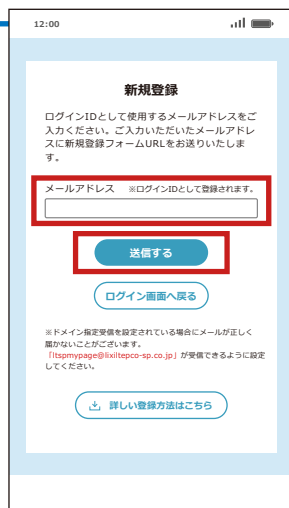 12:00
新規登録
ログインIDとして使用するメールアドレスをご
入力ください。ご入力いただいたメールアドレ
スに新規登録フォームURLをお送りいたしま
す。
メールアドレス ※ログインIDとして登録されます。
送信する
ログイン画面へ戻る
※ドメイン指定受信を設定されている場合にメールが正しく
届かないことがございます。
「ltspmypage@lixiltepco-sp.co.jp」が受信できるように設定
してください。
詳しい登録方法はこちら